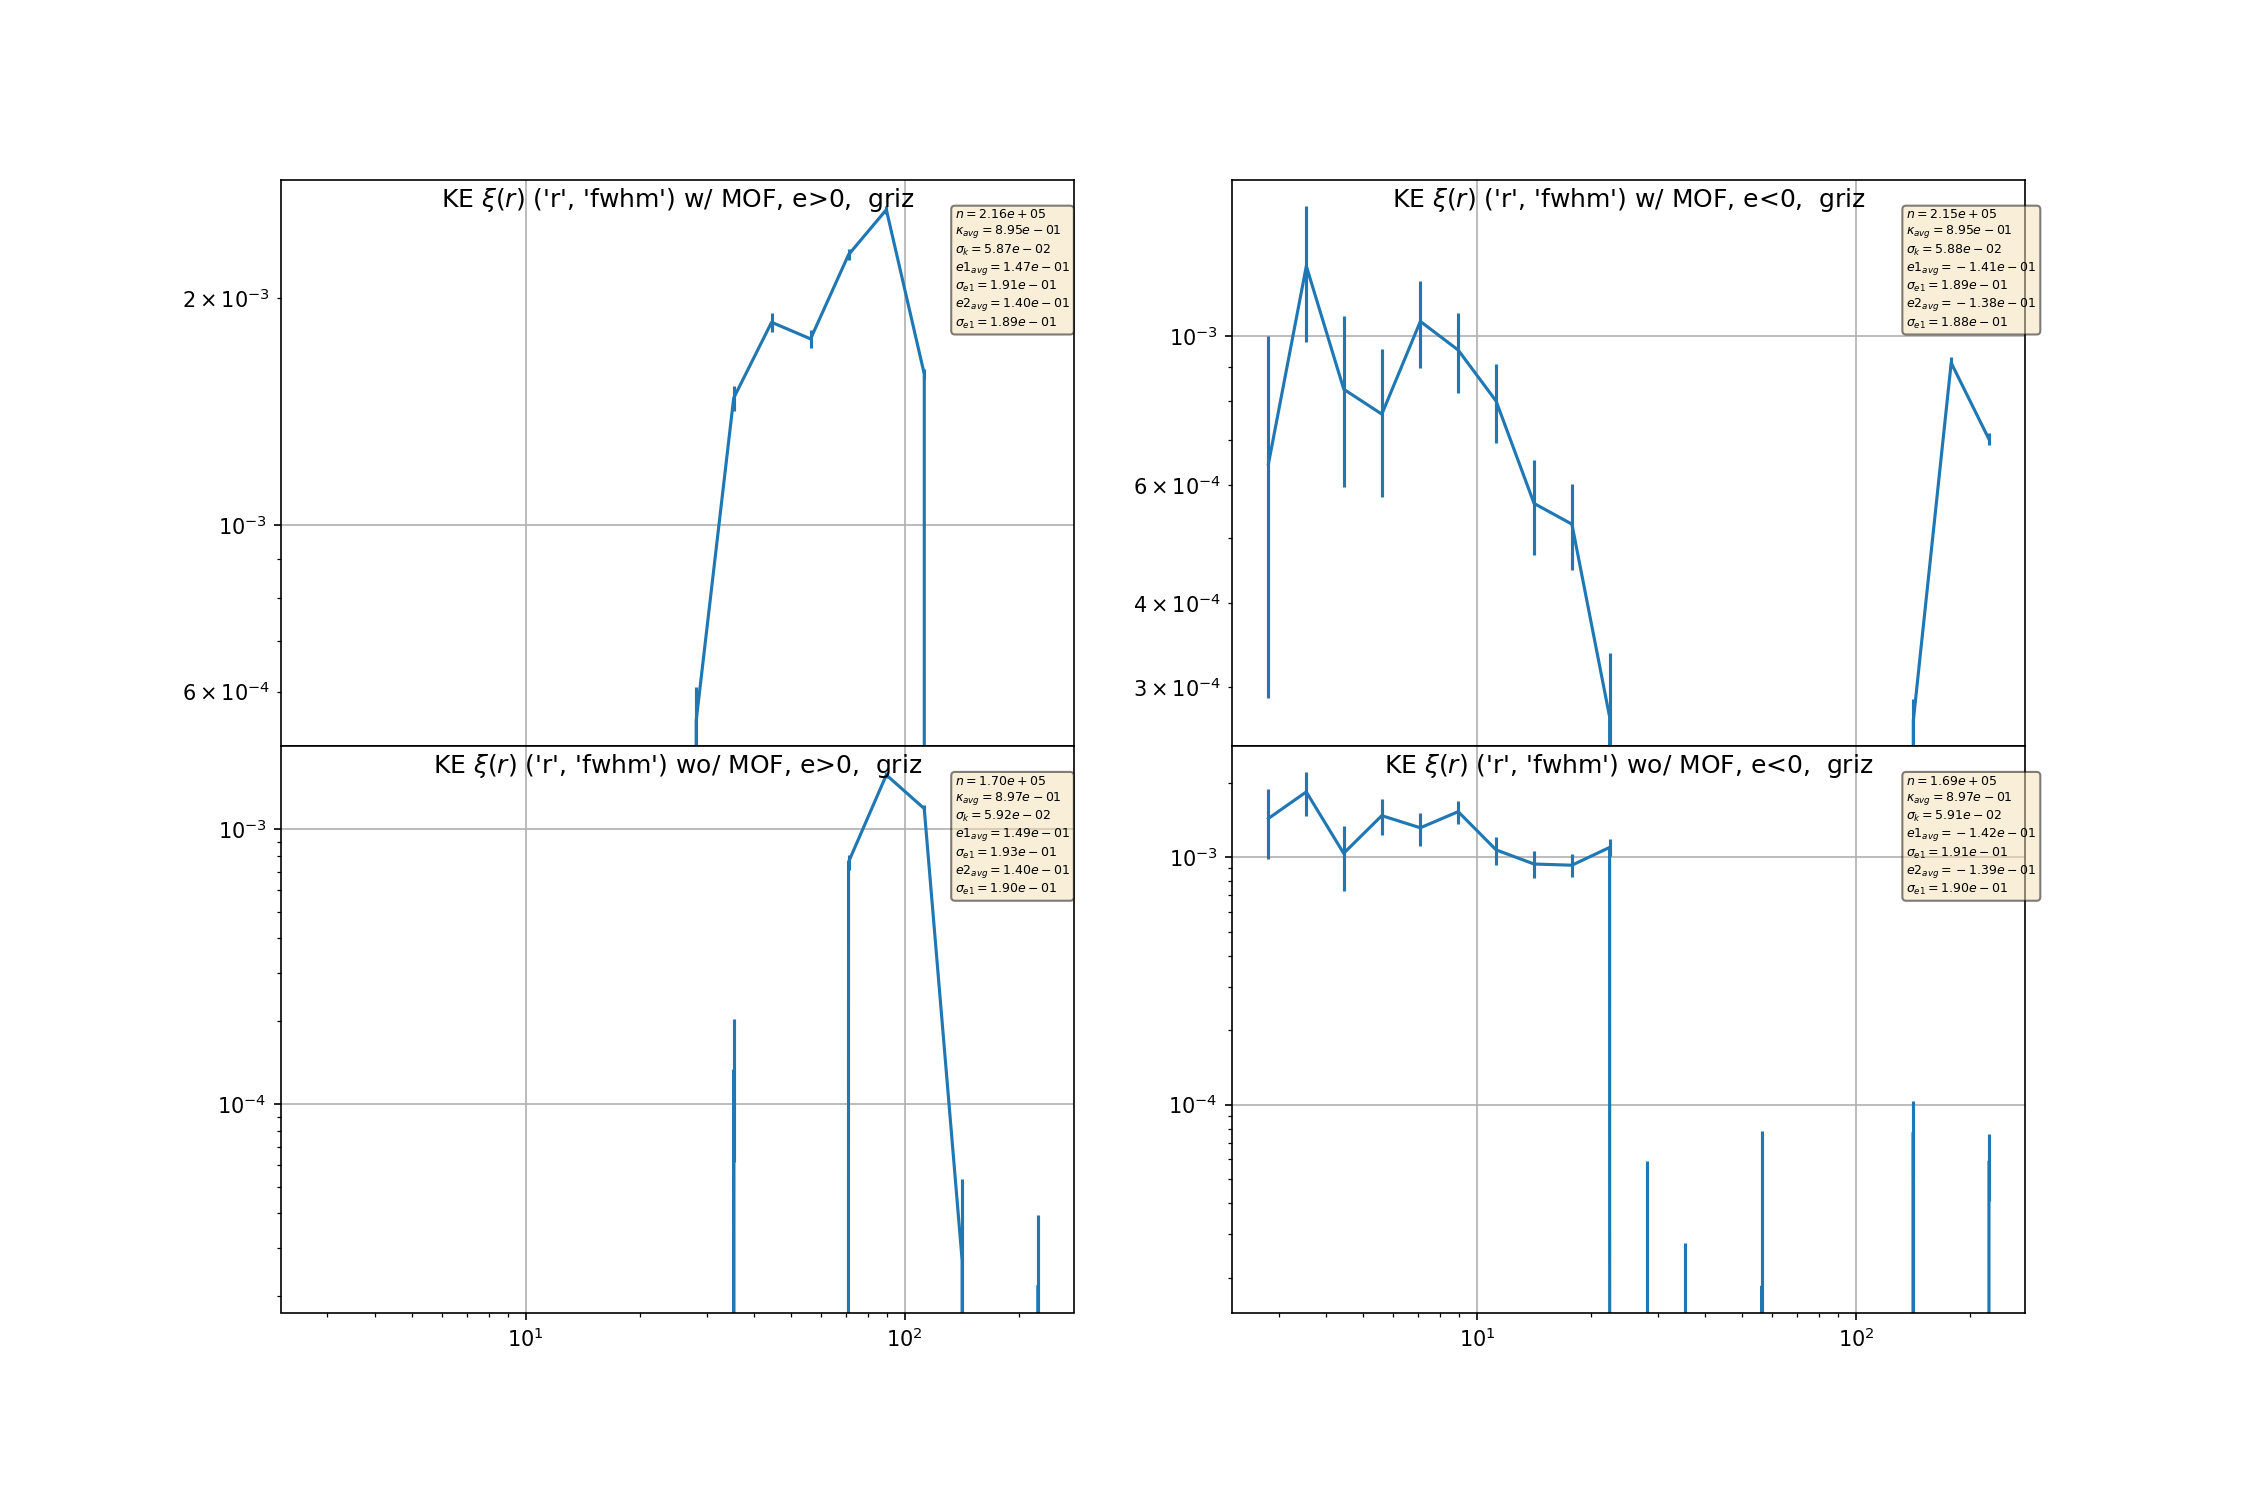 KE ξ(r) ('r', 'fwhm') w/ MOF, e>0,  griz
n = 2.16e + 05
κavg = 8.95e − 01
σk = 5.87e − 02
e1avg = 1.47e − 01
σe1 = 1.91e − 01
e2avg = 1.40e − 01
σe1 = 1.89e − 01
2 × 10⁻³
10⁻³
6 × 10⁻⁴
KE ξ(r) ('r', 'fwhm') w/ MOF, e<0,  griz
n = 2.15e + 05
κavg = 8.95e − 01
σk = 5.88e − 02
e1avg = − 1.41e − 01
σe1 = 1.89e − 01
e2avg = − 1.38e − 01
σe1 = 1.88e − 01
10⁻³
6 × 10⁻⁴
4 × 10⁻⁴
3 × 10⁻⁴
KE ξ(r) ('r', 'fwhm') wo/ MOF, e>0,  griz
n = 1.70e + 05
κavg = 8.97e − 01
σk = 5.92e − 02
e1avg = 1.49e − 01
σe1 = 1.93e − 01
e2avg = 1.40e − 01
σe1 = 1.90e − 01
10⁻³
10⁻⁴
10¹
10²
KE ξ(r) ('r', 'fwhm') wo/ MOF, e<0,  griz
n = 1.69e + 05
κavg = 8.97e − 01
σk = 5.91e − 02
e1avg = − 1.42e − 01
σe1 = 1.91e − 01
e2avg = − 1.39e − 01
σe1 = 1.90e − 01
10⁻³
10⁻⁴
10¹
10²